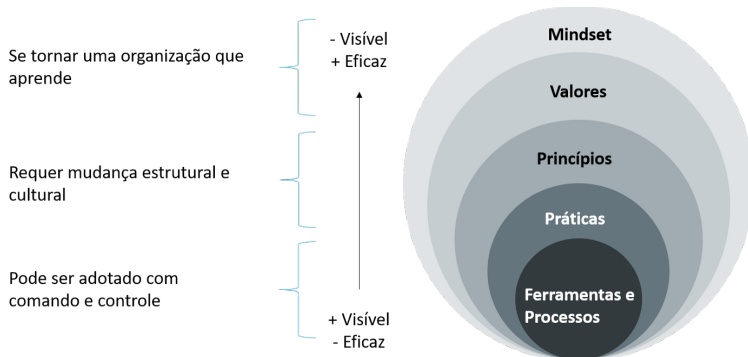 Se tornar uma organização que
aprende
Requer mudança estrutural e
cultural
Pode ser adotado com
comando e controle
- Visível
+ Eficaz
+ Visível
- Eficaz
Mindset
Valores
Princípios
Práticas
Ferramentas e
Processos